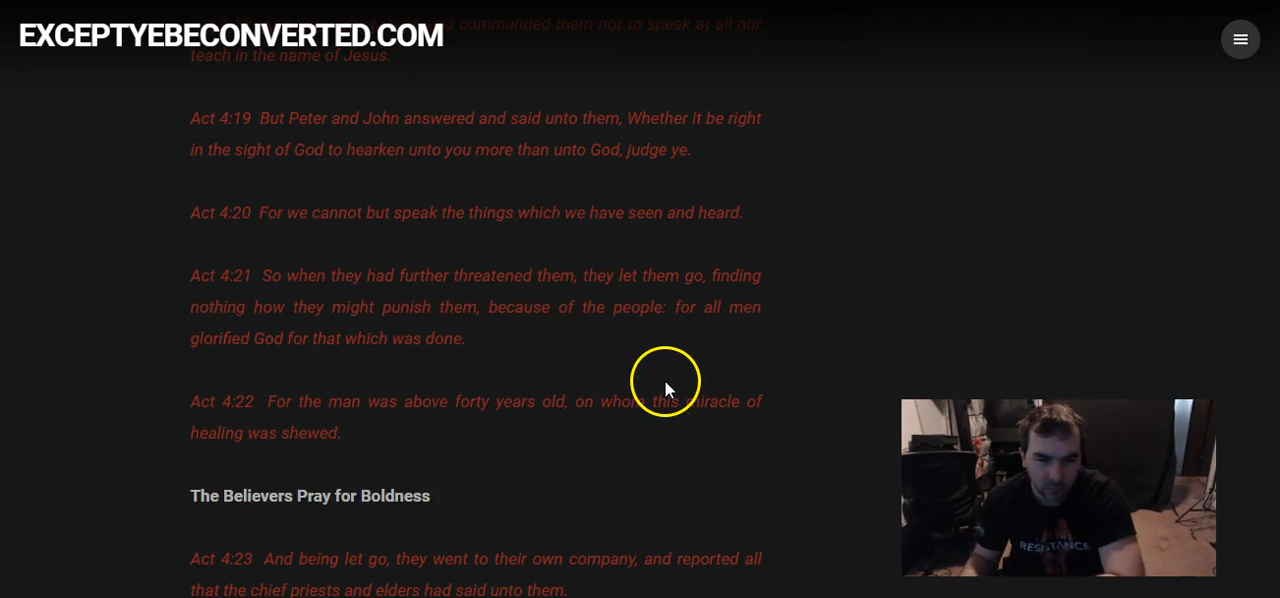 EXCEPTYEBECONVERTED.COM
commanded them not to speak at all nor
teach in the name of Jesus.
Act 4:19 But Peter and John answered and said unto them, Whether it be right
in the sight of God to hearken unto you more than unto God, judge ye.
Act 4:20 For we cannot but speak the things which we have seen and heard.
Act 4:21 So when they had further threatened them, they let them go, finding
nothing how they might punish them, because of the people: for all men
glorified God for that which was done.
Act 4:22 For the man was above forty years old, on whom this miracle of
healing was shewed.
The Believers Pray for Boldness
Act 4:23 And being let go, they went to their own company, and reported all
that the chief priests and elders had said unto them.
RESISTANCE